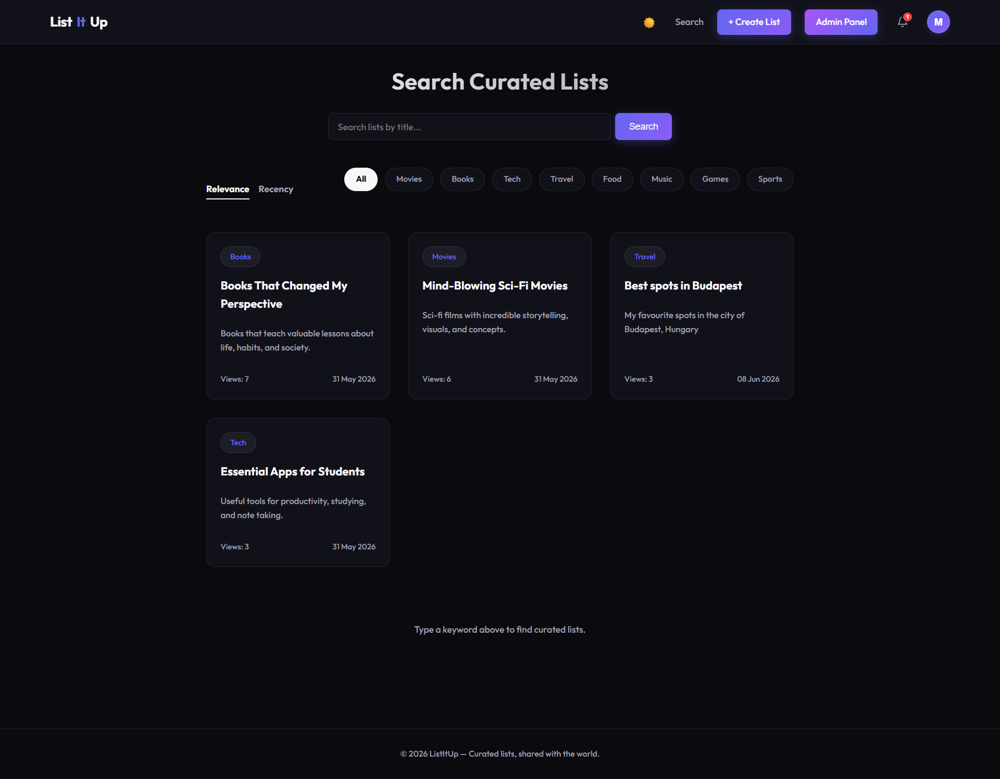 List It Up
Search
+ Create List
Admin Panel
1
M
Search Curated Lists
Search lists by title...
Search
Relevance
Recency
All
Movies
Books
Tech
Travel
Food
Music
Games
Sports
Books
Books That Changed My
Perspective
Books that teach valuable lessons about
life, habits, and society.
Views: 7
31 May 2026
Movies
Mind-Blowing Sci-Fi Movies
Sci-fi films with incredible storytelling,
visuals, and concepts.
Views: 6
31 May 2026
Travel
Best spots in Budapest
My favourite spots in the city of
Budapest, Hungary
Views: 3
08 Jun 2026
Tech
Essential Apps for Students
Useful tools for productivity, studying,
and note taking.
Views: 3
31 May 2026
Type a keyword above to find curated lists.
© 2026 ListItUp — Curated lists, shared with the world.